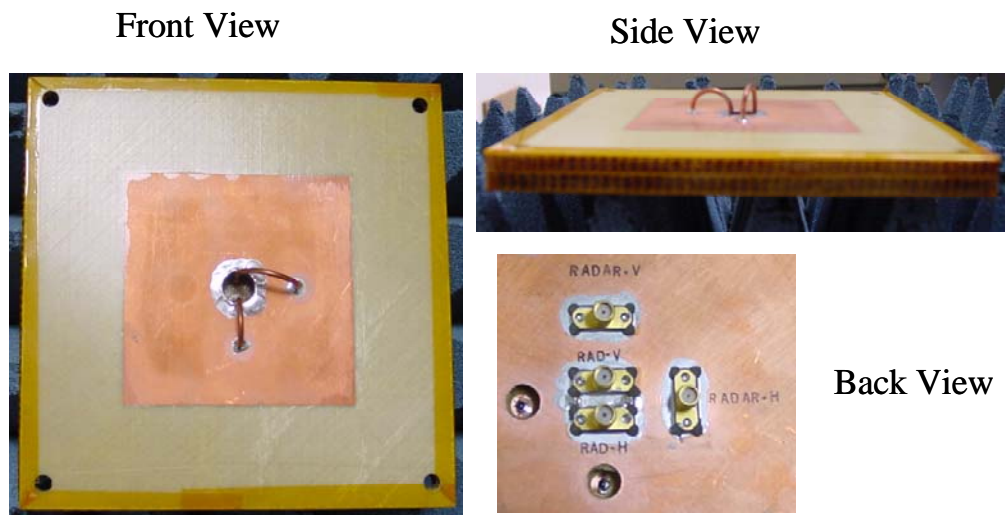 Front View
Side View
RADAR-V
RAD-V
RADAR-H
RAD-H
Back View